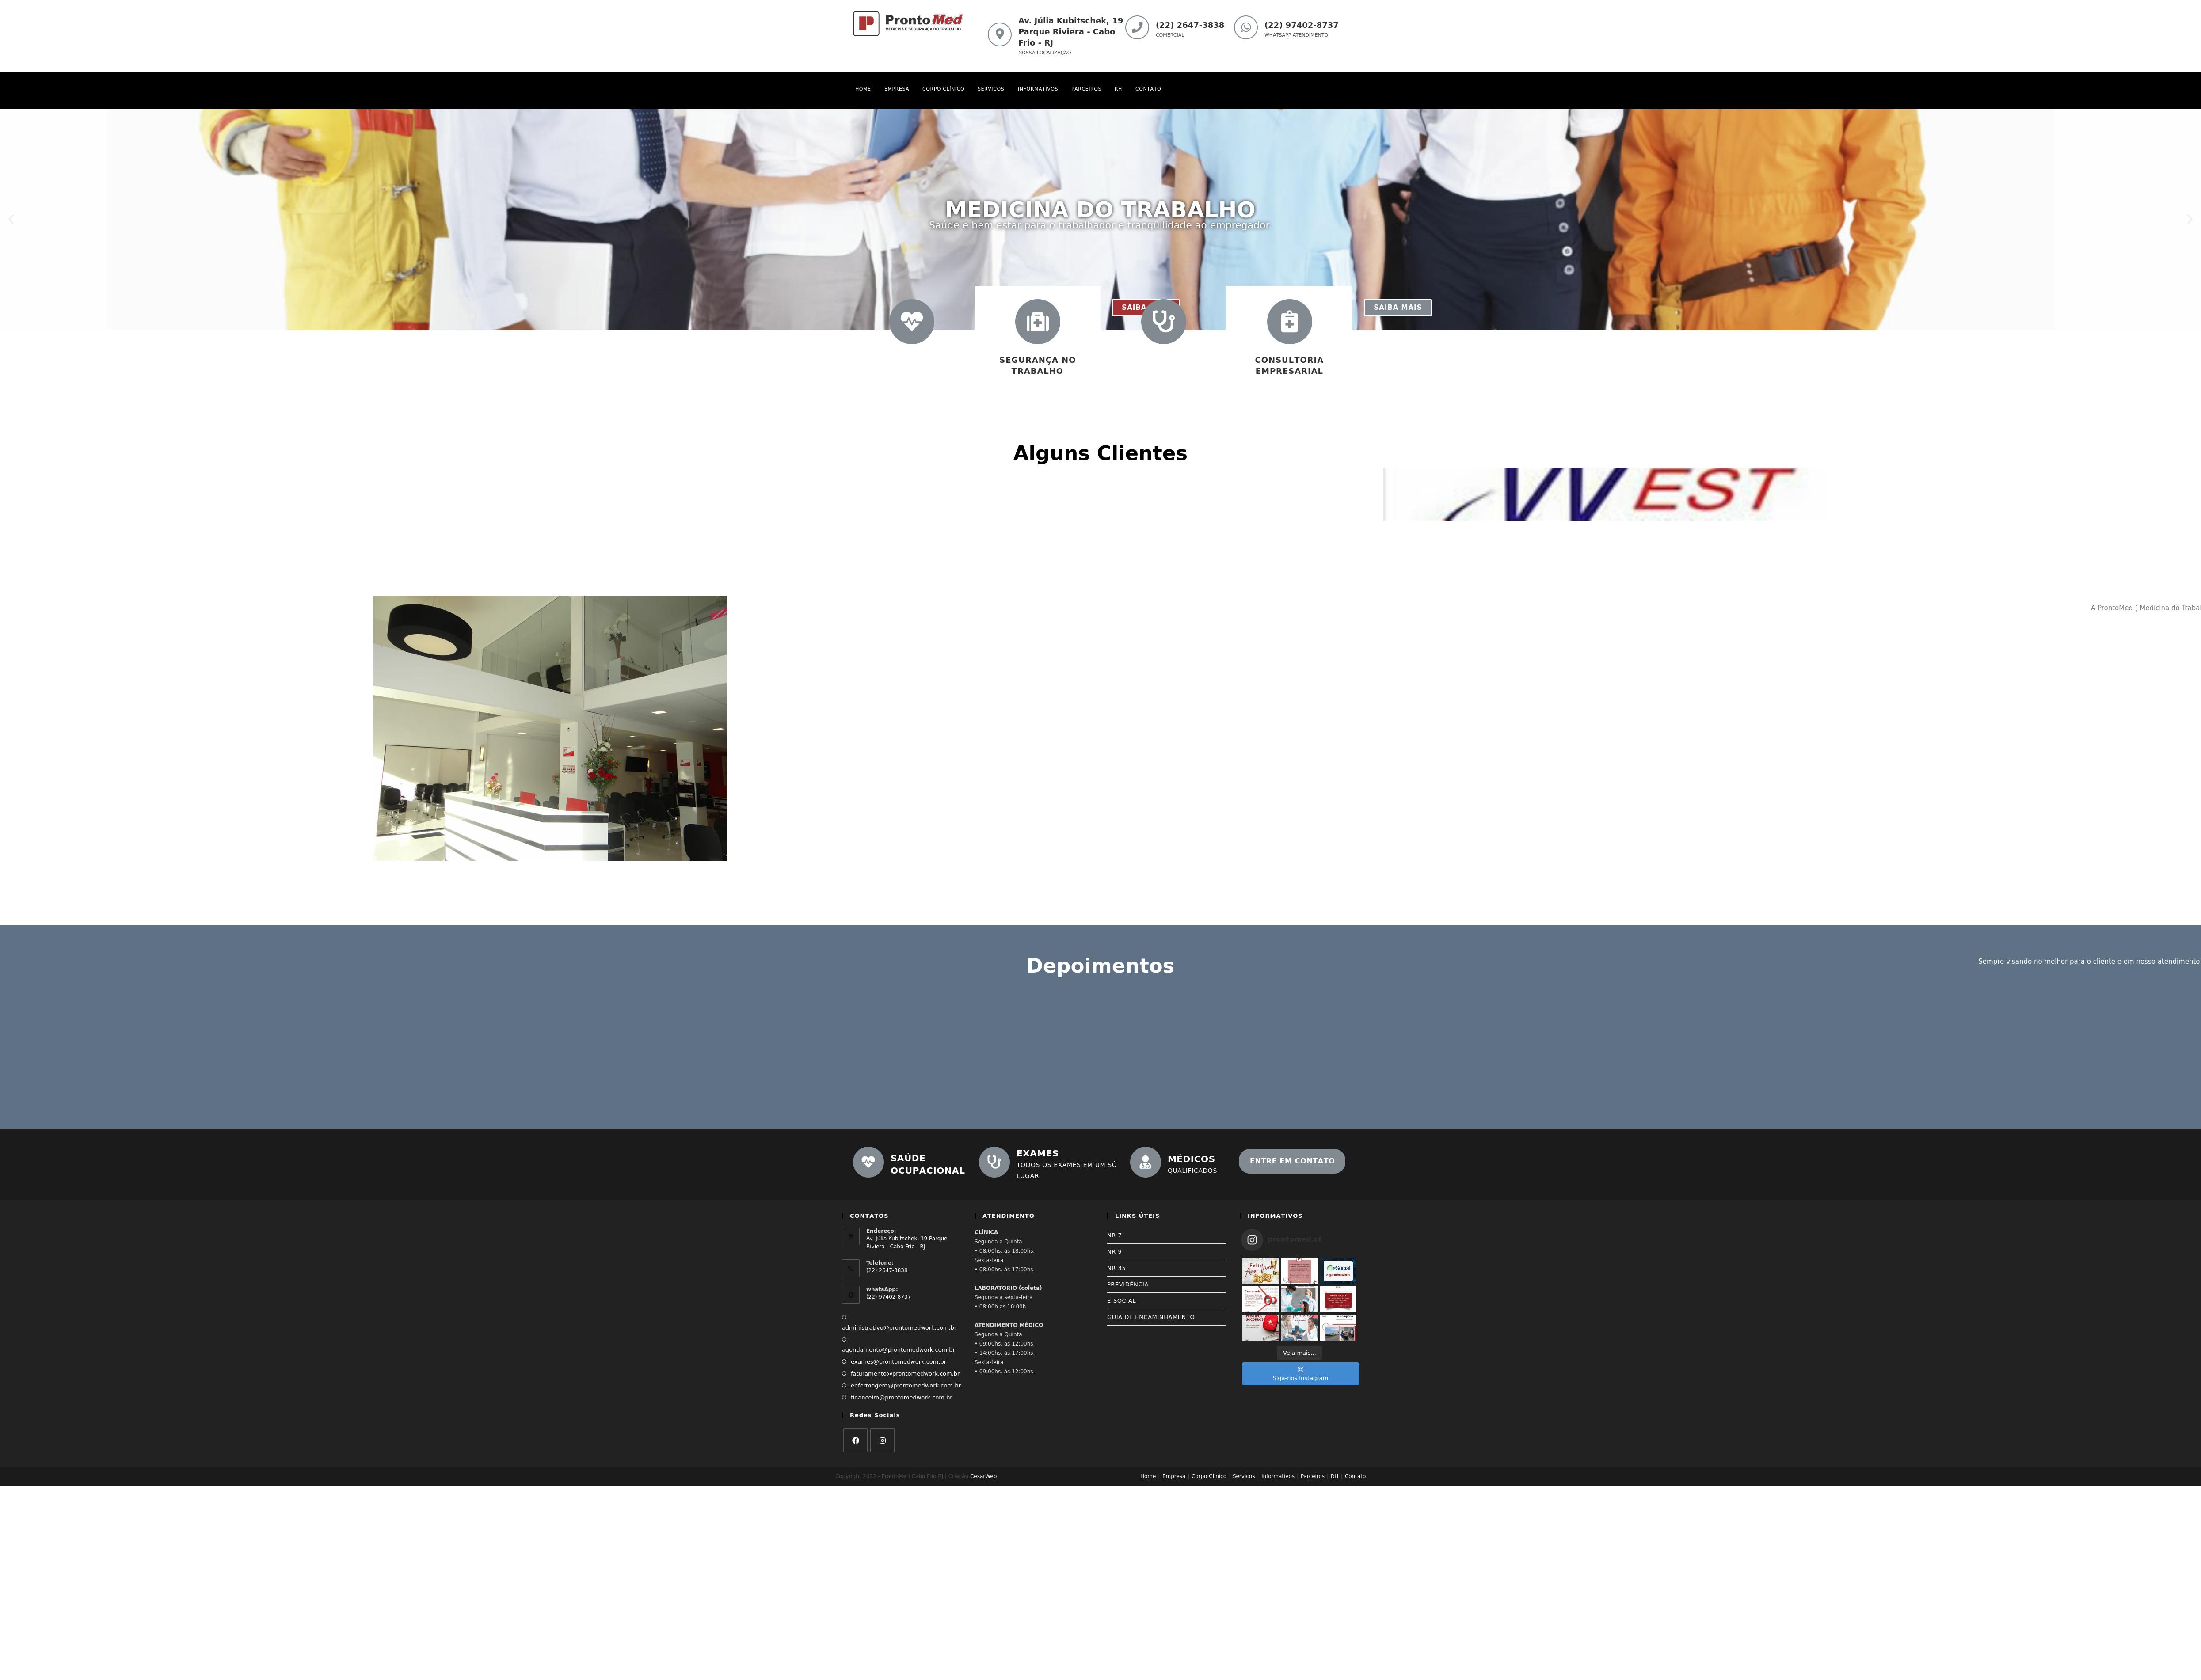 ProntoMed
MEDICINA E SEGURANÇA DO TRABALHO
Av. Júlia Kubitschek, 19
Parque Riviera - Cabo
Frio - RJ
NOSSA LOCALIZAÇÃO
(22) 2647-3838
COMERCIAL
(22) 97402-8737
WHATSAPP ATENDIMENTO
HOME EMPRESA CORPO CLÍNICO SERVIÇOS INFORMATIVOS PARCEIROS RH CONTATO
MEDICINA DO TRABALHO
Saúde e bem estar para o trabalhador e tranquilidade ao empregador
SAIBA
SAIBA MAIS
SEGURANÇA NO
TRABALHO
CONSULTORIA
EMPRESARIAL
Alguns Clientes
WEST
A ProntoMed ( Medicina do
Depoimentos
Sempre visando no melhor para o cliente e em nosso atendimento
SAÚDE
OCUPACIONAL
EXAMES
TODOS OS EXAMES EM UM SÓ
LUGAR
MÉDICOS
QUALIFICADOS
ENTRE EM CONTATO
CONTATOS
Endereço:
Av. Júlia Kubitschek, 19 Parque
Riviera - Cabo Frio - RJ
Telefone:
(22) 2647-3838
whatsApp:
(22) 97402-8737
administrativo@prontomedwork.com.br
agendamento@prontomedwork.com.br
exames@prontomedwork.com.br
faturamento@prontomedwork.com.br
enfermagem@prontomedwork.com.br
financeiro@prontomedwork.com.br
Redes Sociais
ATENDIMENTO
CLÍNICA
Segunda a Quinta
• 08:00hs. às 18:00hs.
Sexta-feira
• 08:00hs. às 17:00hs.
LABORATÓRIO (coleta)
Segunda a sexta-feira
• 08:00h às 10:00h
ATENDIMENTO MÉDICO
Segunda a Quinta
• 09:00hs. às 12:00hs.
• 14:00hs. às 17:00hs.
Sexta-feira
• 09:00hs. às 12:00hs.
LINKS ÚTEIS
NR 7
NR 9
NR 35
PREVIDÊNCIA
E-SOCIAL
GUIA DE ENCAMINHAMENTO
INFORMATIVOS
prontomed.cf
eSocial
Veja mais...
Siga-nos Instagram
Copyright 2022 - ProntoMed Cabo Frio RJ | Criação CesarWeb
Home | Empresa | Corpo Clínico | Serviços | Informativos | Parceiros | RH | Contato